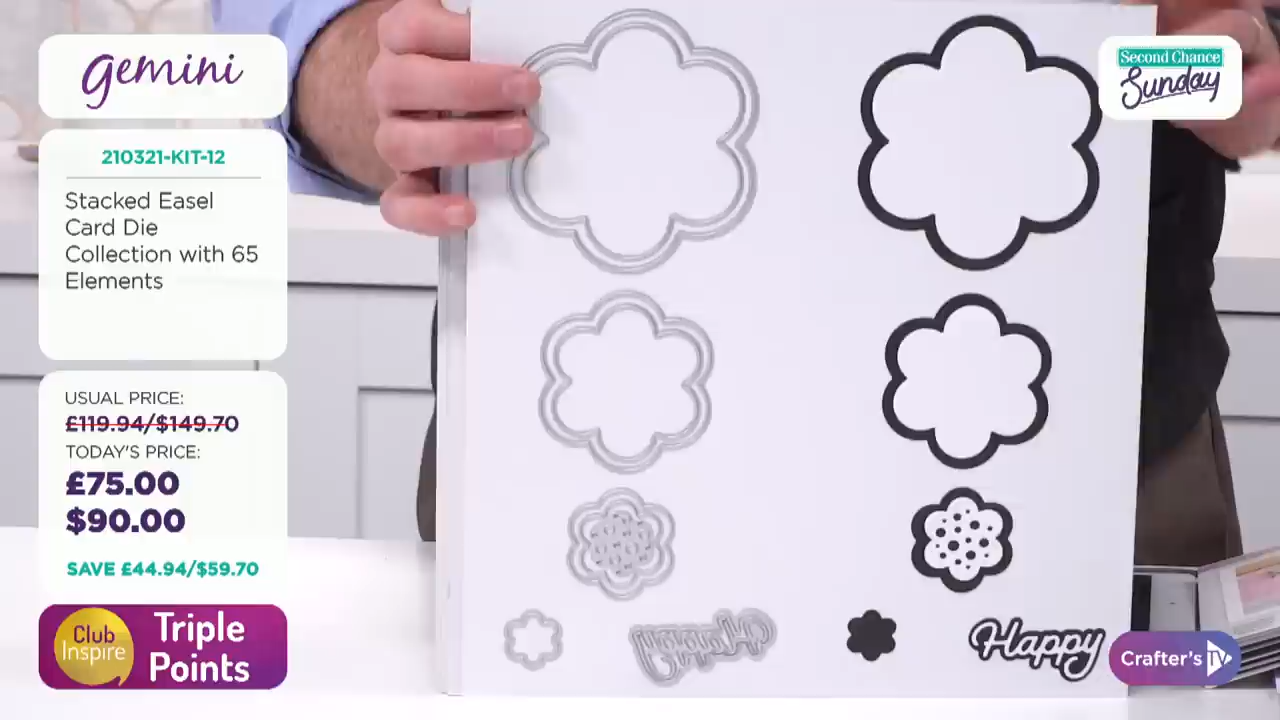 gemini
210321-KIT-12
Stacked Easel
Card Die
Collection with 65
Elements
USUAL PRICE:
£119.94/$149.70
TODAY'S PRICE:
£75.00
$90.00
SAVE £44.94/$59.70
Club
Inspire
Triple
Points
Second Chance
Sunday
Happy
Happy
Crafter's TV